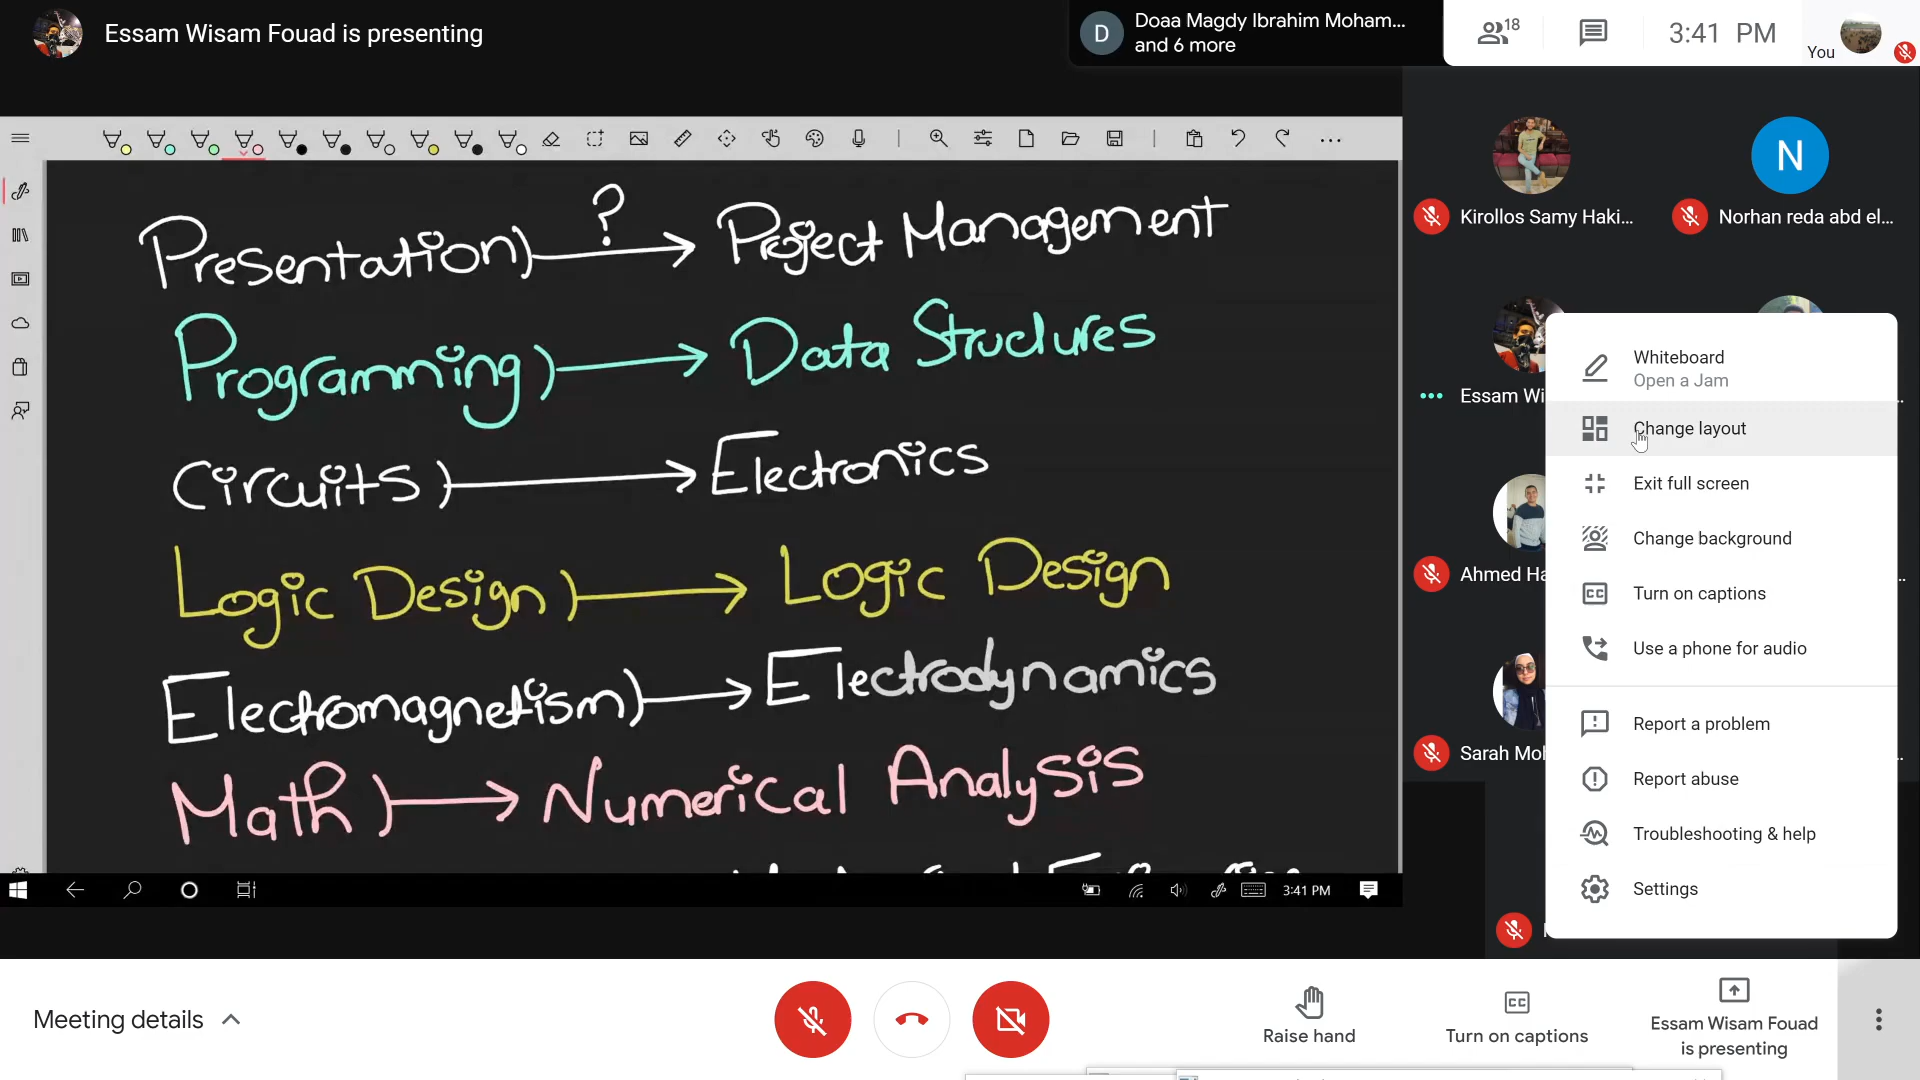 Essam Wisam Fouad is presenting
D
Doaa Magdy Ibrahim Moham...
and 6 more
18
3:41 PM
You
Kirollos Samy Haki...
N
Norhan reda abd el...
Presentation) ? → Project Management
Programming) → Data Structures
Circuits) → Electronics
Logic Design) → Logic Design
Electromagnetism) → Electrodynamics
Math) → Numerical Analysis
Essam Wi
Ahmed Ha
Sarah Moh
Whiteboard
Open a Jam
Change layout
Exit full screen
Change background
CC Turn on captions
Use a phone for audio
Report a problem
Report abuse
Troubleshooting & help
Settings
3:41 PM
Meeting details
Raise hand
CC
Turn on captions
Essam Wisam Fouad
is presenting